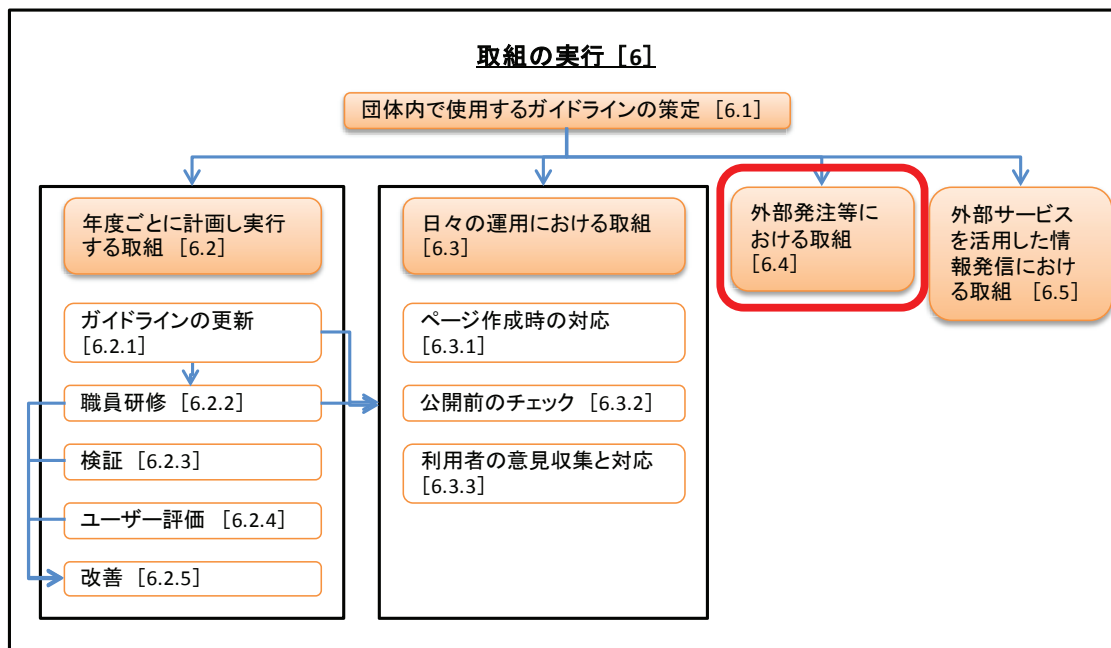 取組の実行 [6]
団体内で使用するガイドラインの策定 [6.1]
年度ごとに計画し実行
する取組 [6.2]
ガイドラインの更新
[6.2.1]
職員研修 [6.2.2]
検証 [6.2.3]
ユーザー評価 [6.2.4]
改善 [6.2.5]
日々の運用における取組
[6.3]
ページ作成時の対応
[6.3.1]
公開前のチェック [6.3.2]
利用者の意見収集と対応
[6.3.3]
外部発注等に
おける取組
[6.4]
外部サービス
を活用した情
報発信におけ
る取組 [6.5]